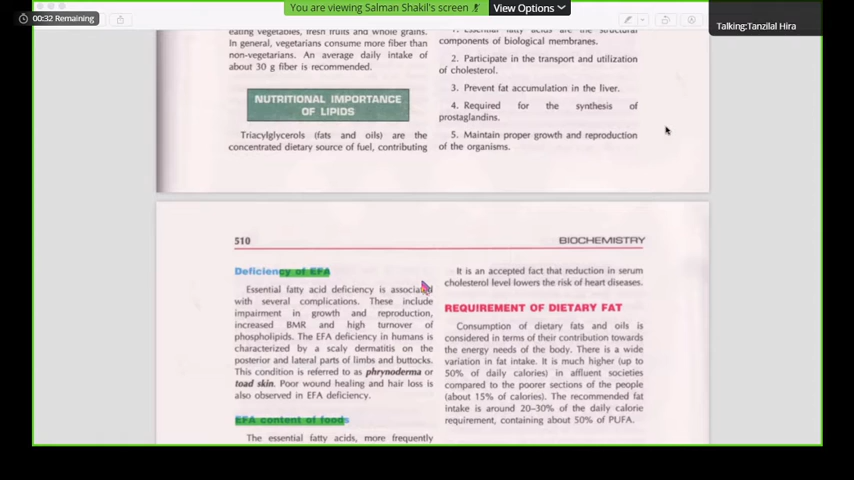 00:32 Remaining
You are viewing Salman Shakil's screen
View Options
Talking:Tanzilal Hira
eating vegetables, fresh fruits and whole grains.
In general, vegetarians consume more fiber than
non-vegetarians. An average daily intake of
about 30 g fiber is recommended.
NUTRITIONAL IMPORTANCE
OF LIPIDS
Triacylglycerols (fats and oils) are the
concentrated dietary source of fuel, contributing
1. Essential fatty acids are the structural
components of biological membranes.
2. Participate in the transport and utilization
of cholesterol.
3. Prevent fat accumulation in the liver.
4. Required for the synthesis of
prostaglandins.
5. Maintain proper growth and reproduction
of the organisms.
510
BIOCHEMISTRY
Deficiency of EFA
Essential fatty acid deficiency is associated
with several complications. These include
impairment in growth and reproduction,
increased BMR and high turnover of
phospholipids. The EFA deficiency in humans is
characterized by a scaly dermatitis on the
posterior and lateral parts of limbs and buttocks.
This condition is referred to as phrynoderma or
toad skin. Poor wound healing and hair loss is
also observed in EFA deficiency.
EFA content of foods
The essential fatty acids, more frequently
It is an accepted fact that reduction in serum
cholesterol level lowers the risk of heart diseases.
REQUIREMENT OF DIETARY FAT
Consumption of dietary fats and oils is
considered in terms of their contribution towards
the energy needs of the body. There is a wide
variation in fat intake. It is much higher (up to
50% of daily calories) in affluent societies
compared to the poorer sections of the people
(about 15% of calories). The recommended fat
intake is around 20–30% of the daily calorie
requirement, containing about 50% of PUFA.